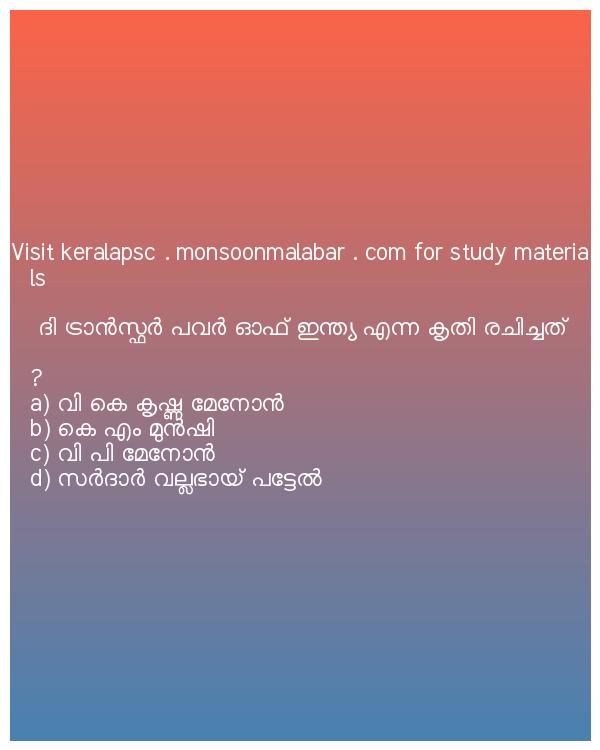 Visit keralapsc . monsoonmalabar . com for study materia
ls
ദി ട്രാൻസ്ഫർ പവർ ഓഫ് ഇന്ത്യ എന്ന കൃതി രചിച്ചത്
?
a) വി കെ കൃഷ്ണ മേനോൻ
b) കെ എം മുൻഷി
c) വി പി മേനോൻ
d) സർദാർ വല്ലഭായ് പട്ടേൽ